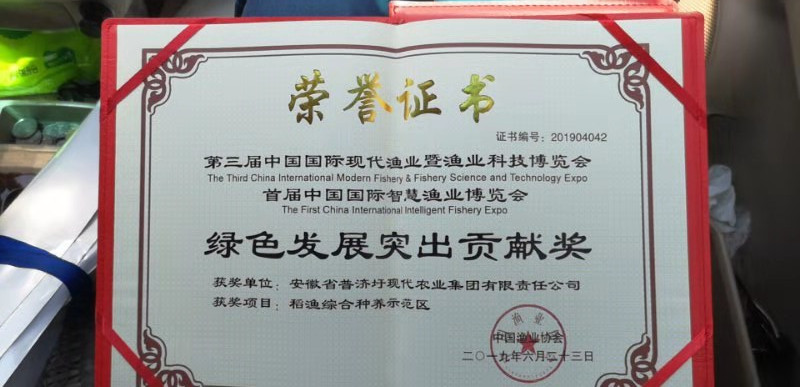 荣誉证书
证书编号：201904042
第三届中国国际现代渔业暨渔业科技博览会
The Third China International Modern Fishery & Fishery Science and Technology Expo
首届中国国际智慧渔业博览会
The First China International Intelligent Fishery Expo
绿色发展突出贡献奖
获奖单位：安徽省普济圩现代农业集团有限责任公司
获奖项目：稻渔综合种养示范区
中国渔业协会
二〇一九年六月二十三日